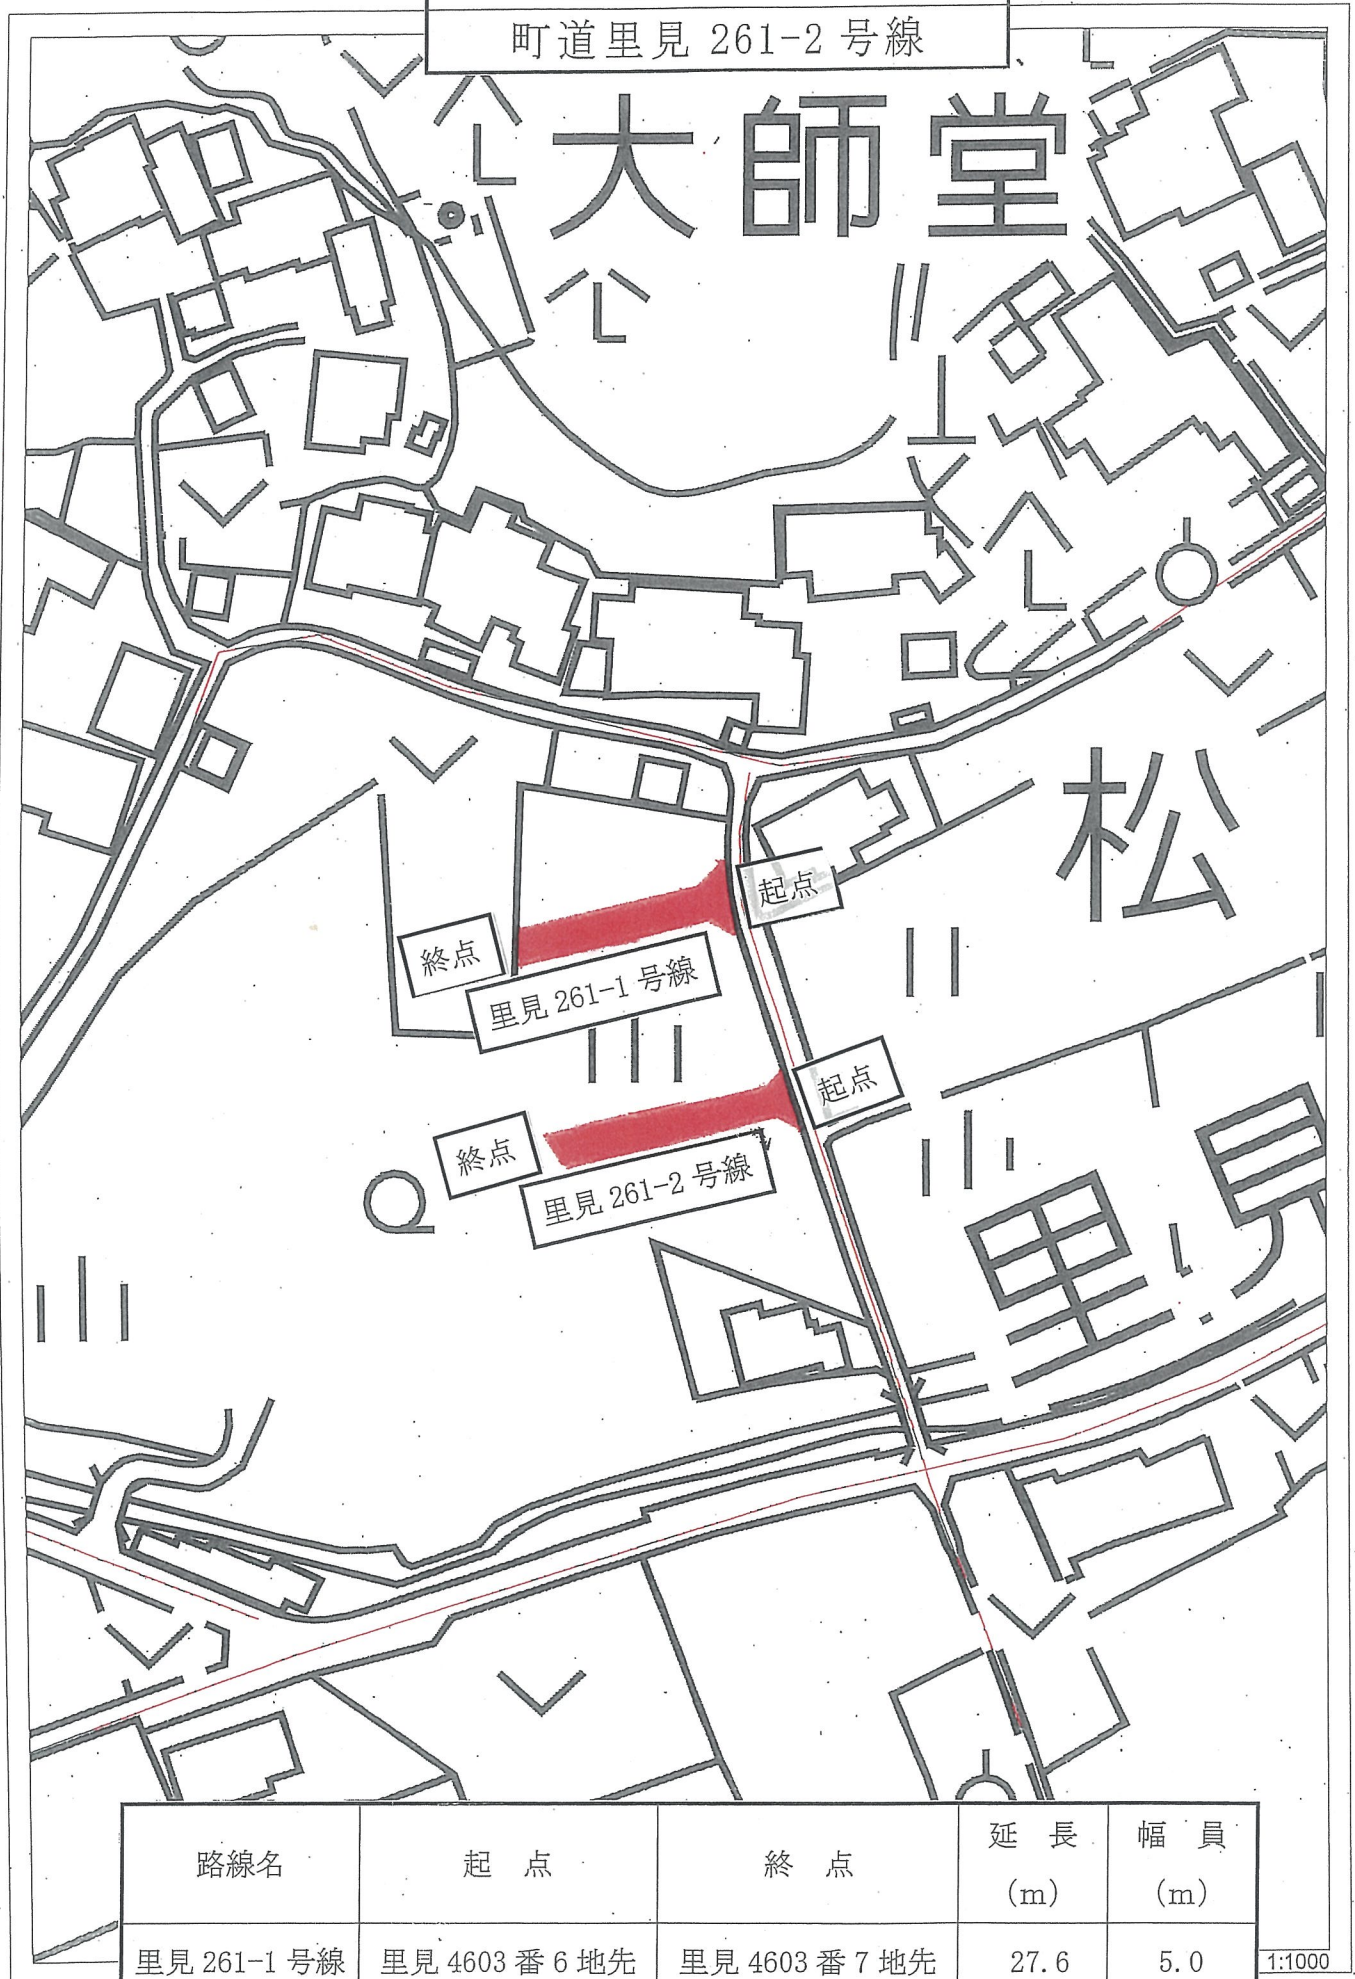 町道里見 261-2 号線
大師堂
松
起点
終点
里見 261-1 号線
起点
終点
里見 261-2 号線
里見
路線名 起 点 終 点 延 長 (m) 幅 員 (m)
里見 261-1 号線 里見 4603 番 6 地先 里見 4603 番 7 地先 27.6 5.0
1:1000